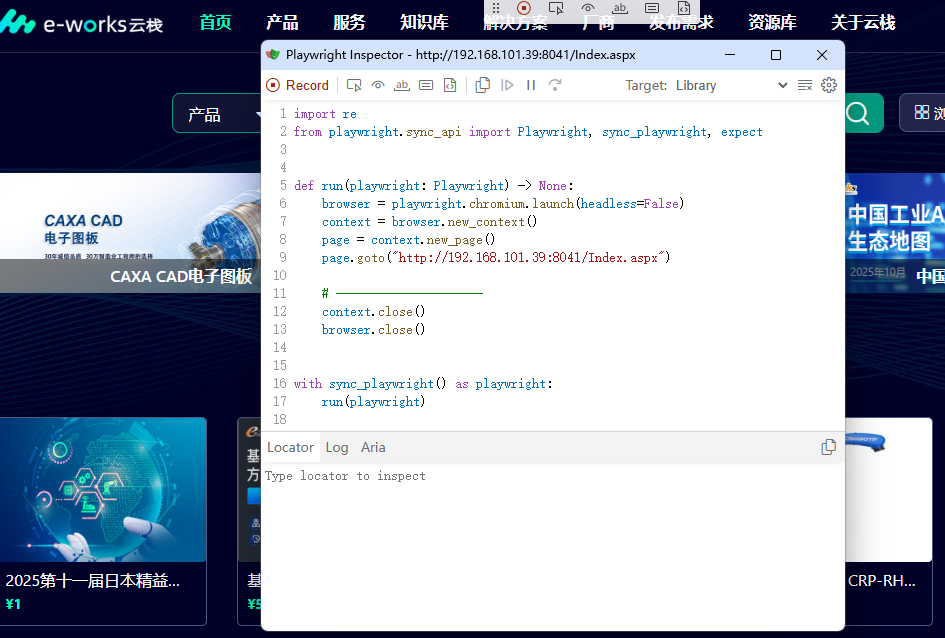 e-works云栈 首页 产品 服务 知识库 解决方案 厂商 发布需求 资源库 关于云栈
Playwright Inspector - http://192.168.101.39:8041/Index.aspx
Record Target: Library
产品
浏
1 import re
2 from playwright.sync_api import Playwright, sync_playwright, expect
3
4
5 def run(playwright: Playwright) -> None:
6 browser = playwright.chromium.launch(headless=False)
7 context = browser.new_context()
8 page = context.new_page()
9 page.goto("http://192.168.101.39:8041/Index.aspx")
10
11 # ---------------------
12 context.close()
13 browser.close()
14
15
16 with sync_playwright() as playwright:
17 run(playwright)
18
CAXA CAD
电子图板
30年诚信品质 30万制造业工程师的选择
CAXA CAD电子图板
中国工业A
生态地图
2025年10月 中国
Locator Log Aria
Type locator to inspect
2025第十一届日本精益...
¥1
基
方
基
¥5
CRP-RH...